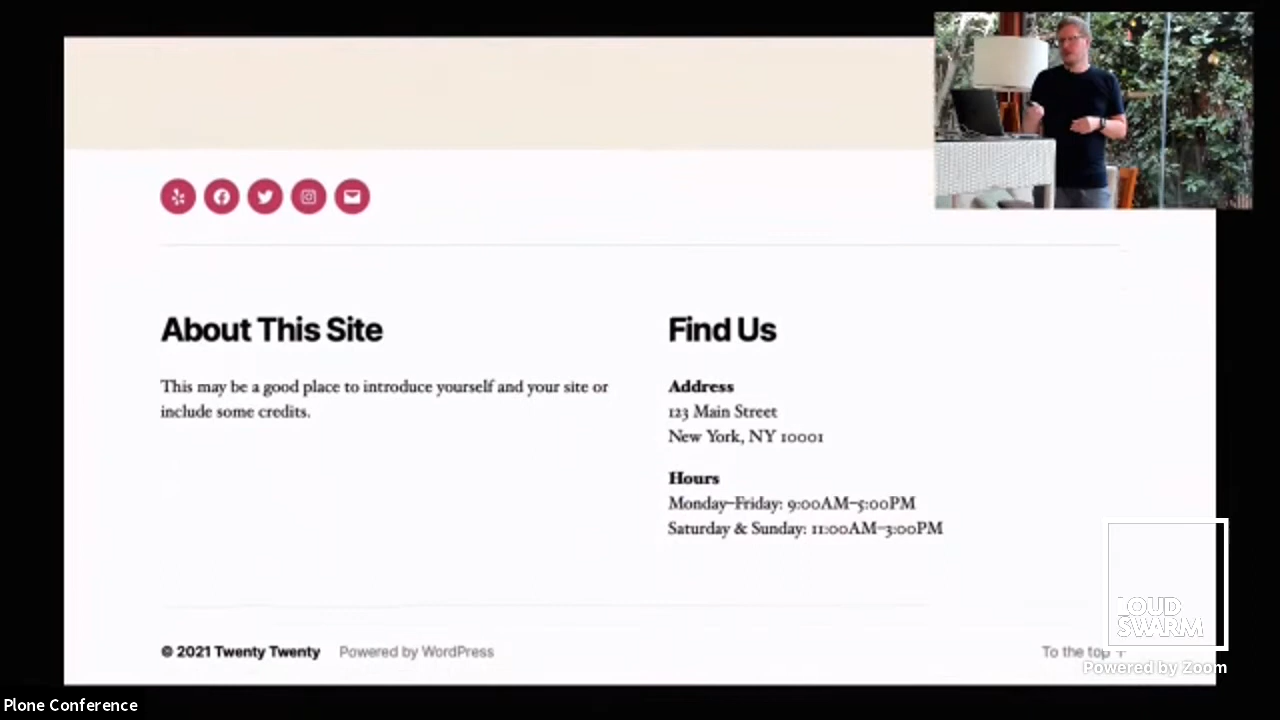 About This Site
This may be a good place to introduce yourself and your site or
include some credits.
Find Us
Address
123 Main Street
New York, NY 10001
Hours
Monday–Friday: 9:00AM–5:00PM
Saturday & Sunday: 11:00AM–3:00PM
© 2021 Twenty Twenty Powered by WordPress
To the top ↑
LOUD
SWARM
Powered by Zoom
Plone Conference